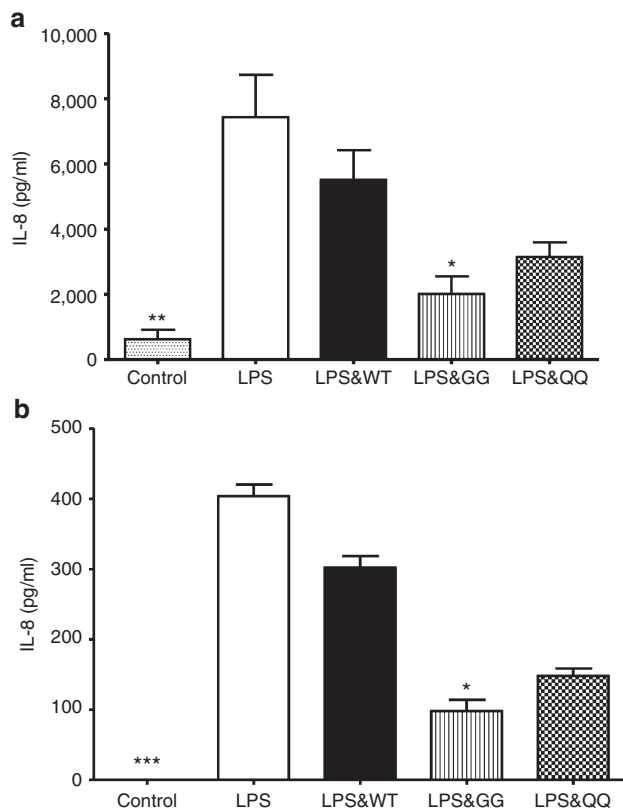 a
10,000
8,000
6,000
4,000
2,000
0
IL-8 (pg/ml)
**
*
Control LPS LPS&WT LPS&GG LPS&QQ
b
500
400
300
200
100
0
IL-8 (pg/ml)
***
*
Control LPS LPS&WT LPS&GG LPS&QQ